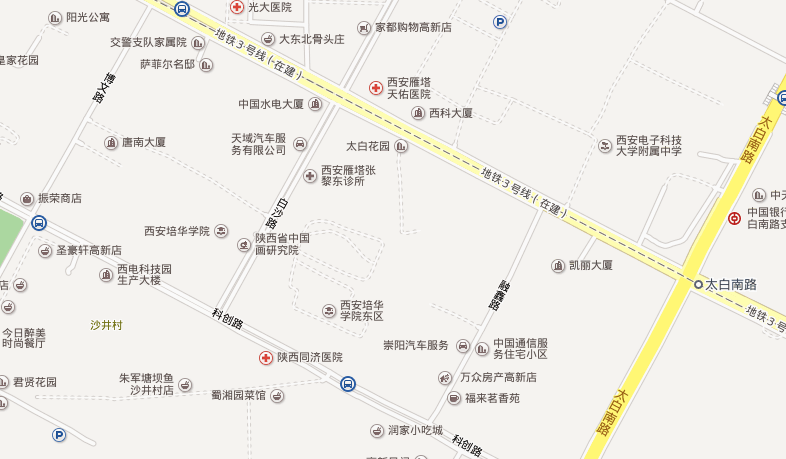 光大医院
阳光公寓
家都购物高新店
地铁3号线(在建)
大东北骨头庄
交警支队家属院
皇家花园
萨菲尔名邸
博文路
西安雁塔
天佑医院
中国水电大厦
西科大厦
太白南路
唐南大厦
天域汽车服
务有限公司
太白花园
西安电子科技
大学附属中学
西安雁塔张
黎东诊所
地铁3号线(在建)
振荣商店
白沙路
中国银行
白南路支
西安培华学院
陕西省中国
画研究院
圣豪轩高新店
凯丽大厦
西电科技园
生产大楼
店
太白南路
融鑫路
西安培华
学院东区
科创路
地铁3号
沙井村
今日醉美
时尚餐厅
崇阳汽车服务
中国通信服
务住宅小区
陕西同济医院
君贤花园
朱军塘坝鱼
沙井村店
万众房产高新店
蜀湘园菜馆
福来茗香苑
太白南路
润家小吃城
科创路